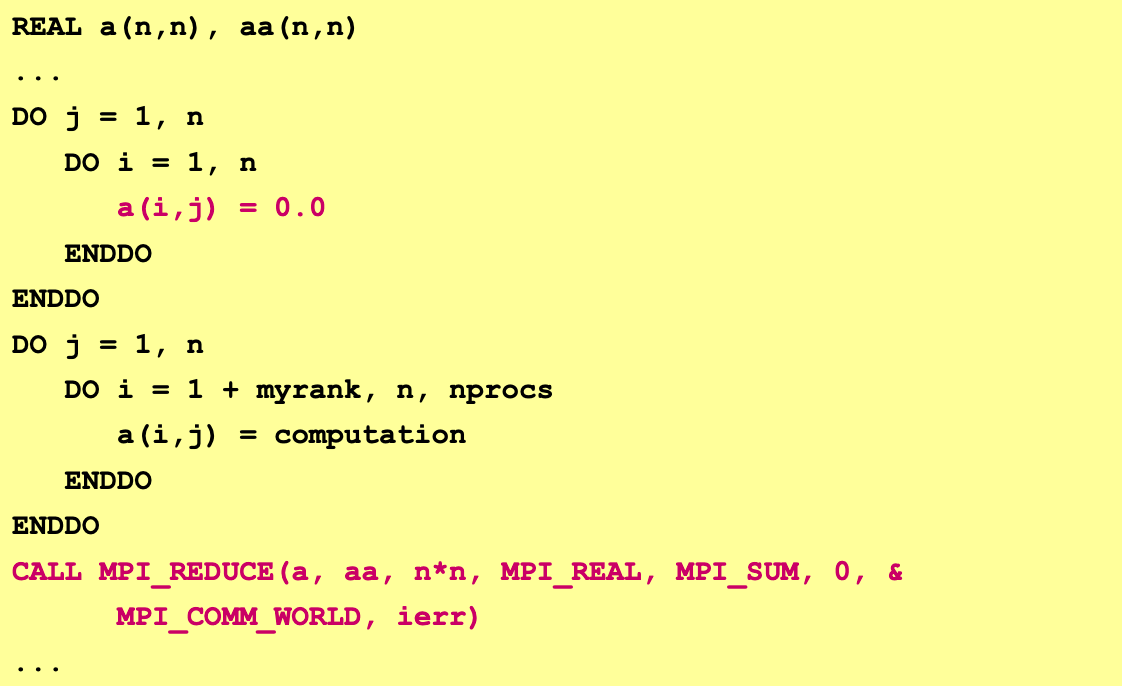 REAL a(n,n), aa(n,n)
...
DO j = 1, n
   DO i = 1, n
      a(i,j) = 0.0
   ENDDO
ENDDO
DO j = 1, n
   DO i = 1 + myrank, n, nprocs
      a(i,j) = computation
   ENDDO
ENDDO
CALL MPI_REDUCE(a, aa, n*n, MPI_REAL, MPI_SUM, 0, &
      MPI_COMM_WORLD, ierr)
...